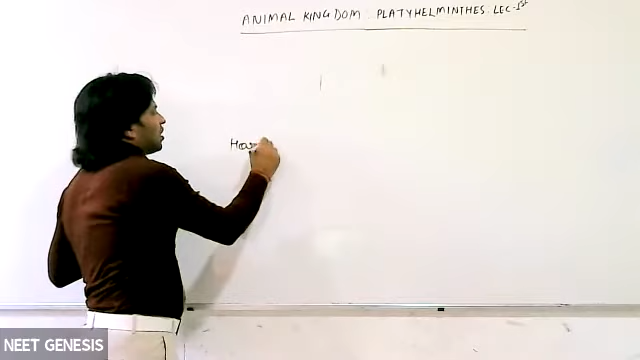 ANIMAL KINGDOM : PLATYHELMINTHES LEC-1st
NEET GENESIS